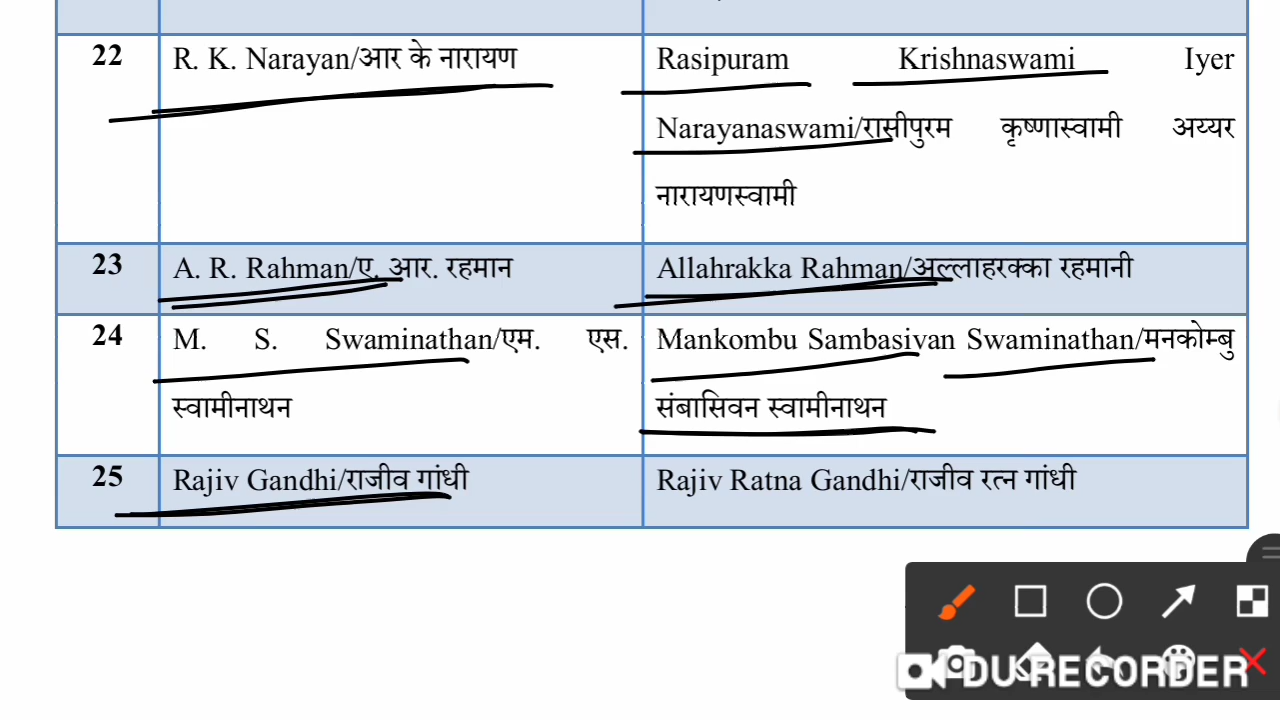 22 R. K. Narayan/आर के नारायण Rasipuram Krishnaswami Iyer
Narayanaswami/रासीपुरम कृष्णास्वामी अय्यर
नारायणस्वामी
23 A. R. Rahman/ए. आर. रहमान Allahrakka Rahman/अल्लाहरक्का रहमानी
24 M. S. Swaminathan/एम. एस. Mankombu Sambasivan Swaminathan/मनकोम्बु
स्वामीनाथन संबासिवन स्वामीनाथन
25 Rajiv Gandhi/राजीव गांधी Rajiv Ratna Gandhi/राजीव रत्न गांधी
DU RECORDER